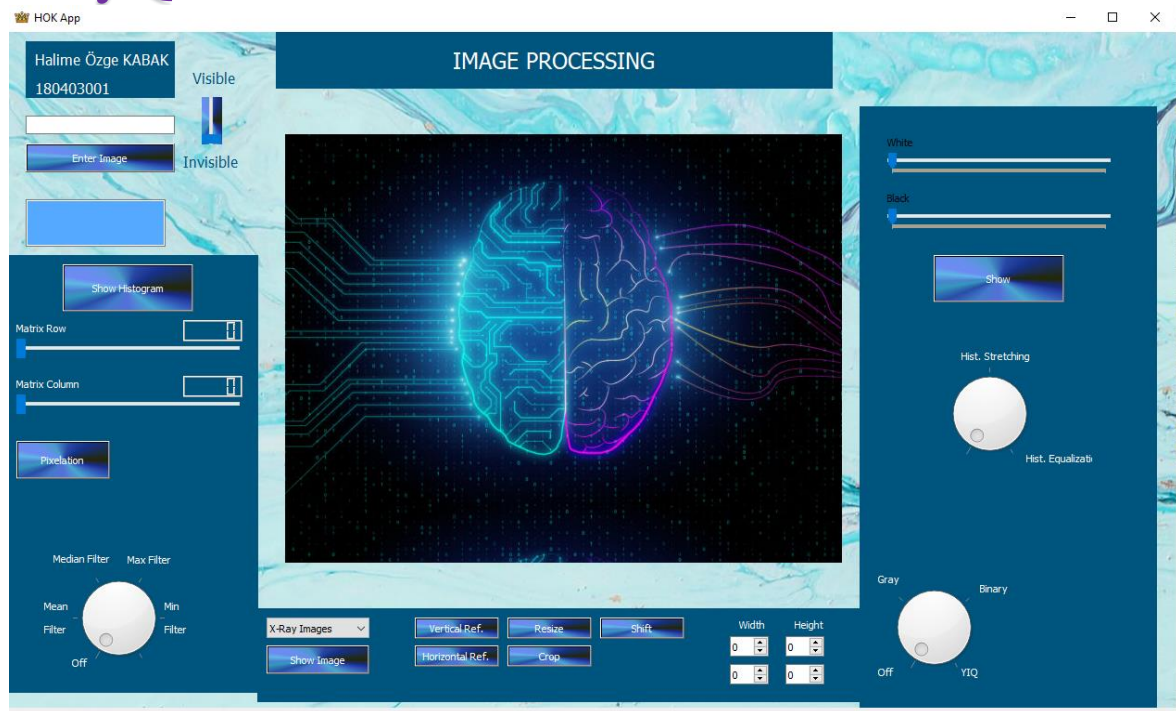 HOK App
Halime Özge KABAK
180403001
Visible
Invisible
IMAGE PROCESSING
Enter Image
Show Histogram
Matrix Row
0
Matrix Column
0
Pixelation
Median Filter
Max Filter
Mean
Filter
Min
Filter
Off
X-Ray Images
Show Image
Vertical Ref.
Resize
Shift
Horizontal Ref.
Crop
Width
Height
0
0
0
0
White
Black
Show
Hist. Stretching
Hist. Equalizati
Gray
Binary
Off
YIQ